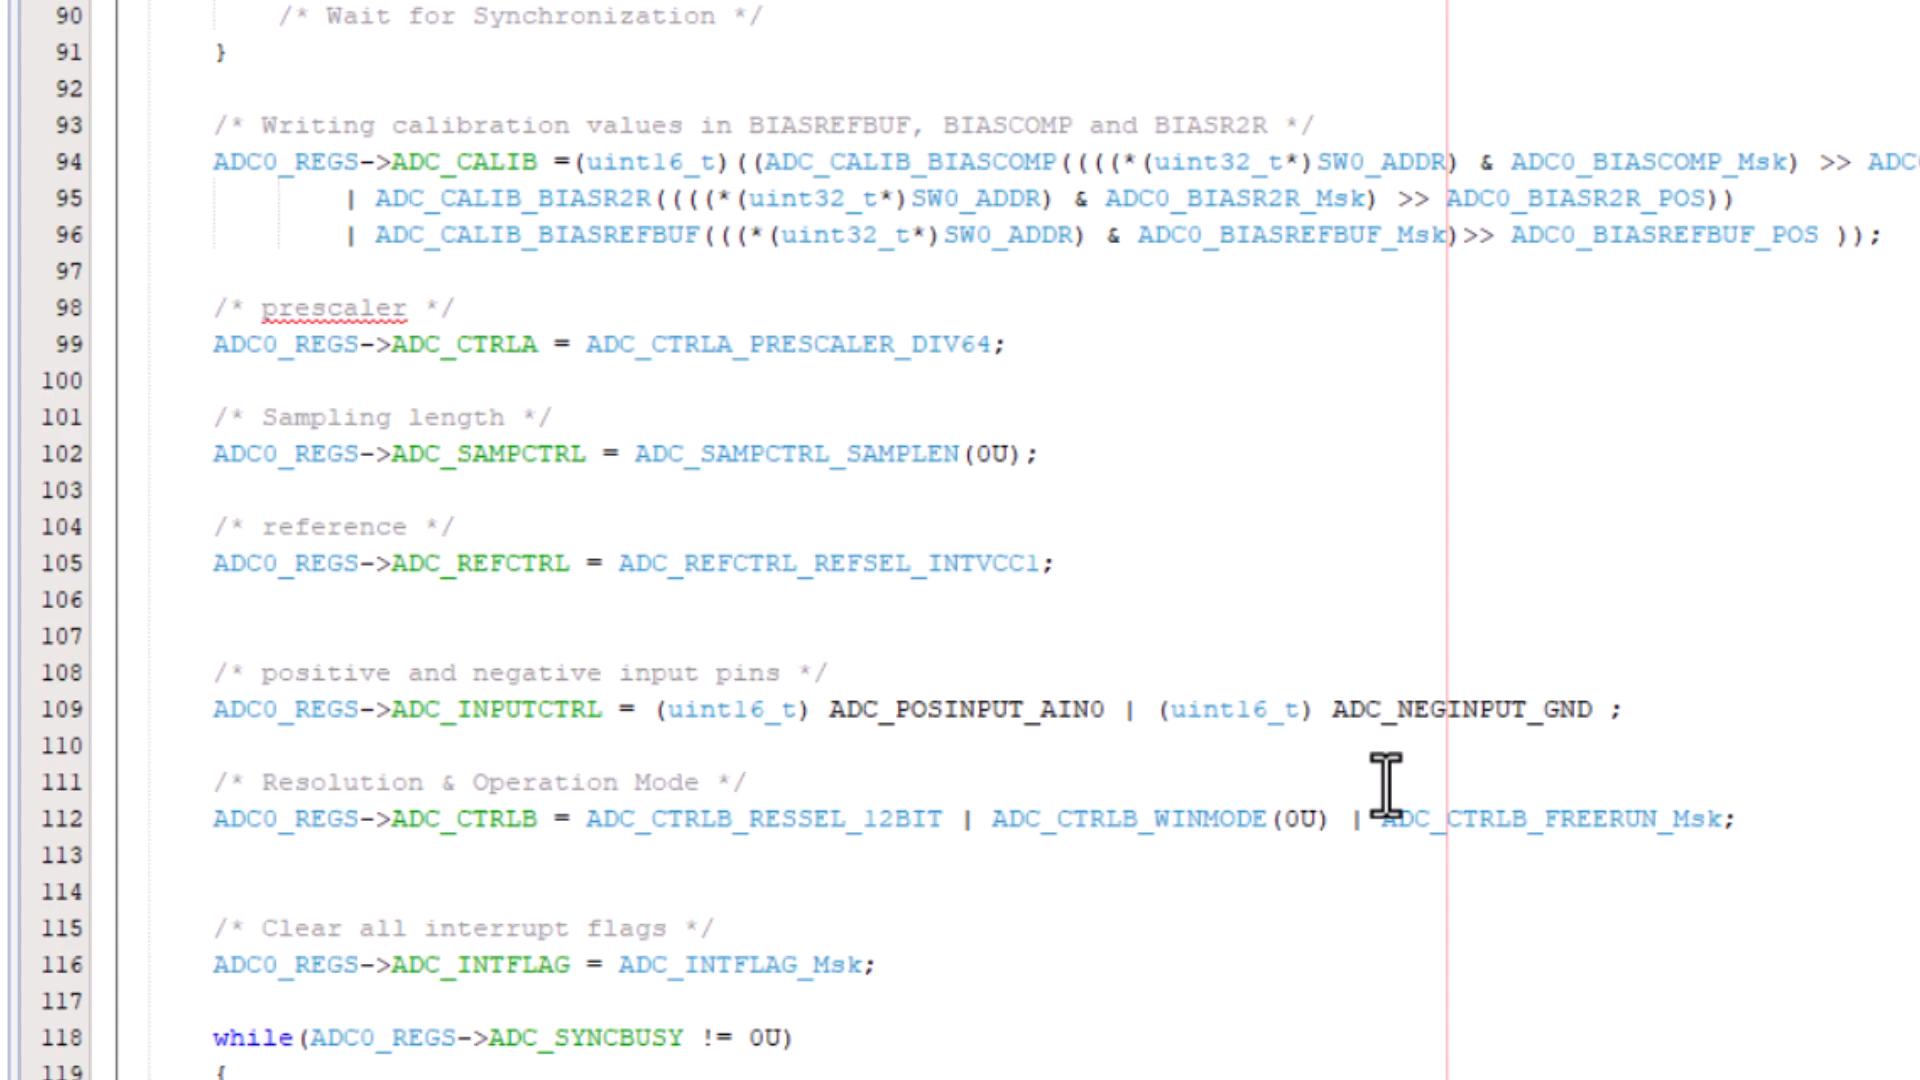 90 /* Wait for Synchronization */
91 }
92
93 /* Writing calibration values in BIASREFBUF, BIASCOMP and BIASR2R */
94 ADC0_REGS->ADC_CALIB =(uint16_t)((ADC_CALIB_BIASCOMP((((*(uint32_t*)SW0_ADDR) & ADC0_BIASCOMP_Msk) >> ADC
95 | ADC_CALIB_BIASR2R((((*(uint32_t*)SW0_ADDR) & ADC0_BIASR2R_Msk) >> ADC0_BIASR2R_POS))
96 | ADC_CALIB_BIASREFBUF(((*(uint32_t*)SW0_ADDR) & ADC0_BIASREFBUF_Msk)>> ADC0_BIASREFBUF_POS ));
97
98 /* prescaler */
99 ADC0_REGS->ADC_CTRLA = ADC_CTRLA_PRESCALER_DIV64;
100
101 /* Sampling length */
102 ADC0_REGS->ADC_SAMPCTRL = ADC_SAMPCTRL_SAMPLEN(0U);
103
104 /* reference */
105 ADC0_REGS->ADC_REFCTRL = ADC_REFCTRL_REFSEL_INTVCC1;
106
107
108 /* positive and negative input pins */
109 ADC0_REGS->ADC_INPUTCTRL = (uint16_t) ADC_POSINPUT_AIN0 | (uint16_t) ADC_NEGINPUT_GND ;
110
111 /* Resolution & Operation Mode */
112 ADC0_REGS->ADC_CTRLB = ADC_CTRLB_RESSEL_12BIT | ADC_CTRLB_WINMODE(0U) | ADC_CTRLB_FREERUN_Msk;
113
114
115 /* Clear all interrupt flags */
116 ADC0_REGS->ADC_INTFLAG = ADC_INTFLAG_Msk;
117
118 while(ADC0_REGS->ADC_SYNCBUSY != 0U)
119 {